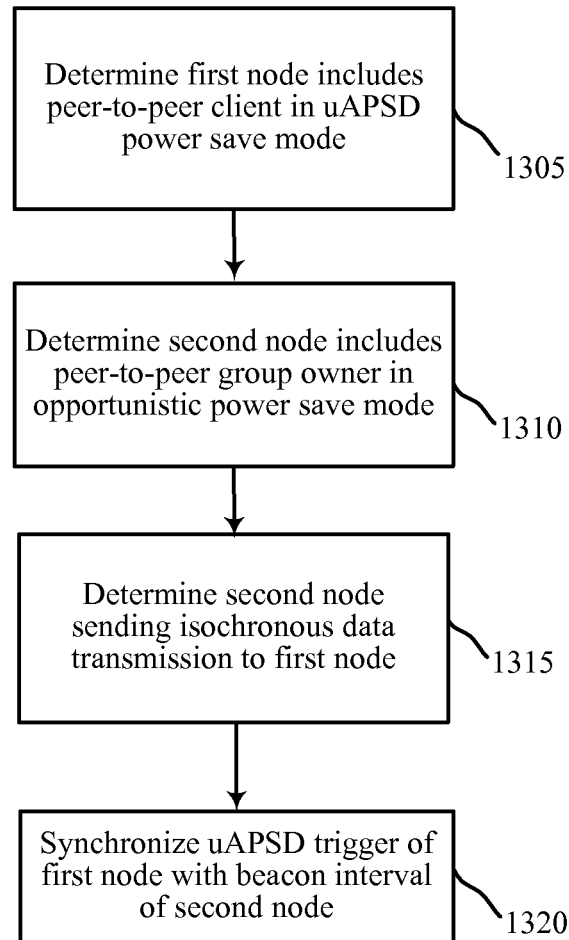 Determine first node includes
peer-to-peer client in uAPSD
power save mode
1305
Determine second node includes
peer-to-peer group owner in
opportunistic power save mode
1310
Determine second node
sending isochronous data
transmission to first node
1315
Synchronize uAPSD trigger of
first node with beacon interval
of second node
1320